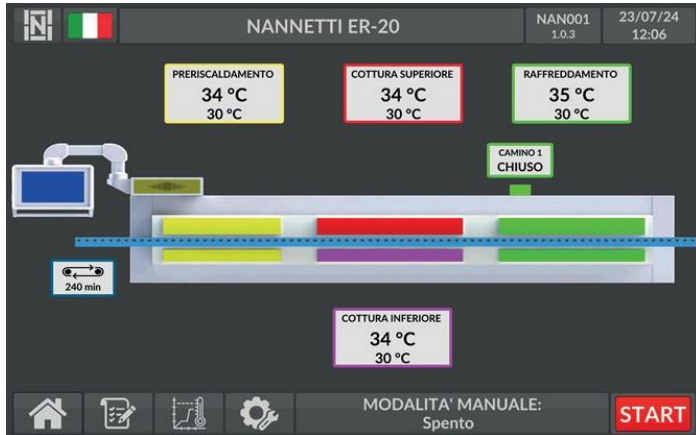 N
NANNETTI ER-20
NAN001
1.0.3
23/07/24
12:06
PRERISCALDAMENTO
34 °C
30 °C
COTTURA SUPERIORE
34 °C
30 °C
RAFFREDDAMENTO
35 °C
30 °C
CAMINO 1
CHIUSO
240 min
COTTURA INFERIORE
34 °C
30 °C
MODALITA' MANUALE:
Spento
START